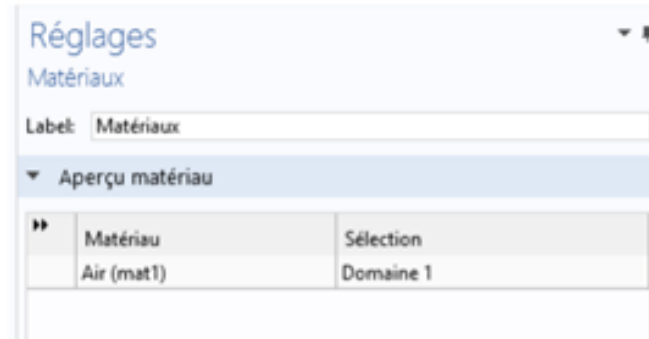 Réglages
Matériaux
Label: Matériaux
Aperçu matériau
Matériau Sélection
Air (mat1) Domaine 1